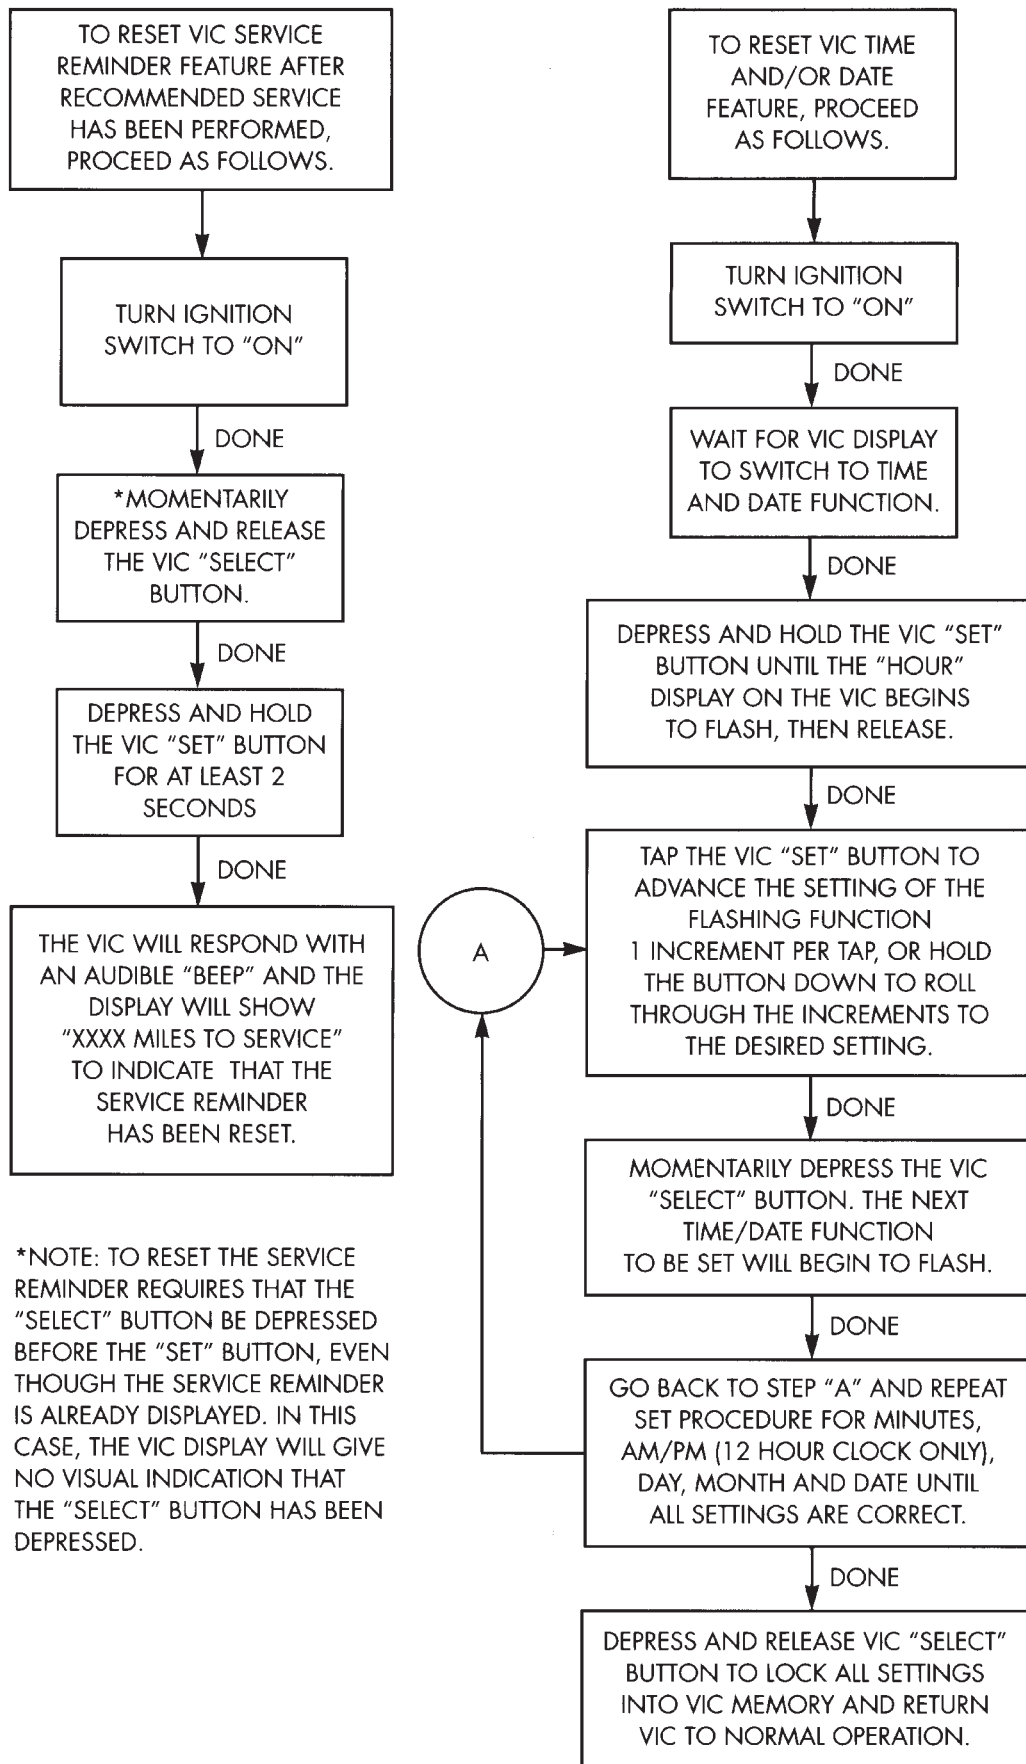 TO RESET VIC SERVICE
REMINDER FEATURE AFTER
RECOMMENDED SERVICE
HAS BEEN PERFORMED,
PROCEED AS FOLLOWS.
TURN IGNITION
SWITCH TO “ON”
DONE
*MOMENTARILY
DEPRESS AND RELEASE
THE VIC “SELECT”
BUTTON.
DONE
DEPRESS AND HOLD
THE VIC “SET” BUTTON
FOR AT LEAST 2
SECONDS
DONE
THE VIC WILL RESPOND WITH
AN AUDIBLE “BEEP” AND THE
DISPLAY WILL SHOW
“XXXX MILES TO SERVICE”
TO INDICATE THAT THE
SERVICE REMINDER
HAS BEEN RESET.
*NOTE: TO RESET THE SERVICE
REMINDER REQUIRES THAT THE
“SELECT” BUTTON BE DEPRESSED
BEFORE THE “SET” BUTTON, EVEN
THOUGH THE SERVICE REMINDER
IS ALREADY DISPLAYED. IN THIS
CASE, THE VIC DISPLAY WILL GIVE
NO VISUAL INDICATION THAT
THE “SELECT” BUTTON HAS BEEN
DEPRESSED.
TO RESET VIC TIME
AND/OR DATE
FEATURE, PROCEED
AS FOLLOWS.
TURN IGNITION
SWITCH TO “ON”
DONE
WAIT FOR VIC DISPLAY
TO SWITCH TO TIME
AND DATE FUNCTION.
DONE
DEPRESS AND HOLD THE VIC “SET”
BUTTON UNTIL THE “HOUR”
DISPLAY ON THE VIC BEGINS
TO FLASH, THEN RELEASE.
DONE
A
TAP THE VIC “SET” BUTTON TO
ADVANCE THE SETTING OF THE
FLASHING FUNCTION
1 INCREMENT PER TAP, OR HOLD
THE BUTTON DOWN TO ROLL
THROUGH THE INCREMENTS TO
THE DESIRED SETTING.
DONE
MOMENTARILY DEPRESS THE VIC
“SELECT” BUTTON. THE NEXT
TIME/DATE FUNCTION
TO BE SET WILL BEGIN TO FLASH.
DONE
GO BACK TO STEP “A” AND REPEAT
SET PROCEDURE FOR MINUTES,
AM/PM (12 HOUR CLOCK ONLY),
DAY, MONTH AND DATE UNTIL
ALL SETTINGS ARE CORRECT.
DONE
DEPRESS AND RELEASE VIC “SELECT”
BUTTON TO LOCK ALL SETTINGS
INTO VIC MEMORY AND RETURN
VIC TO NORMAL OPERATION.